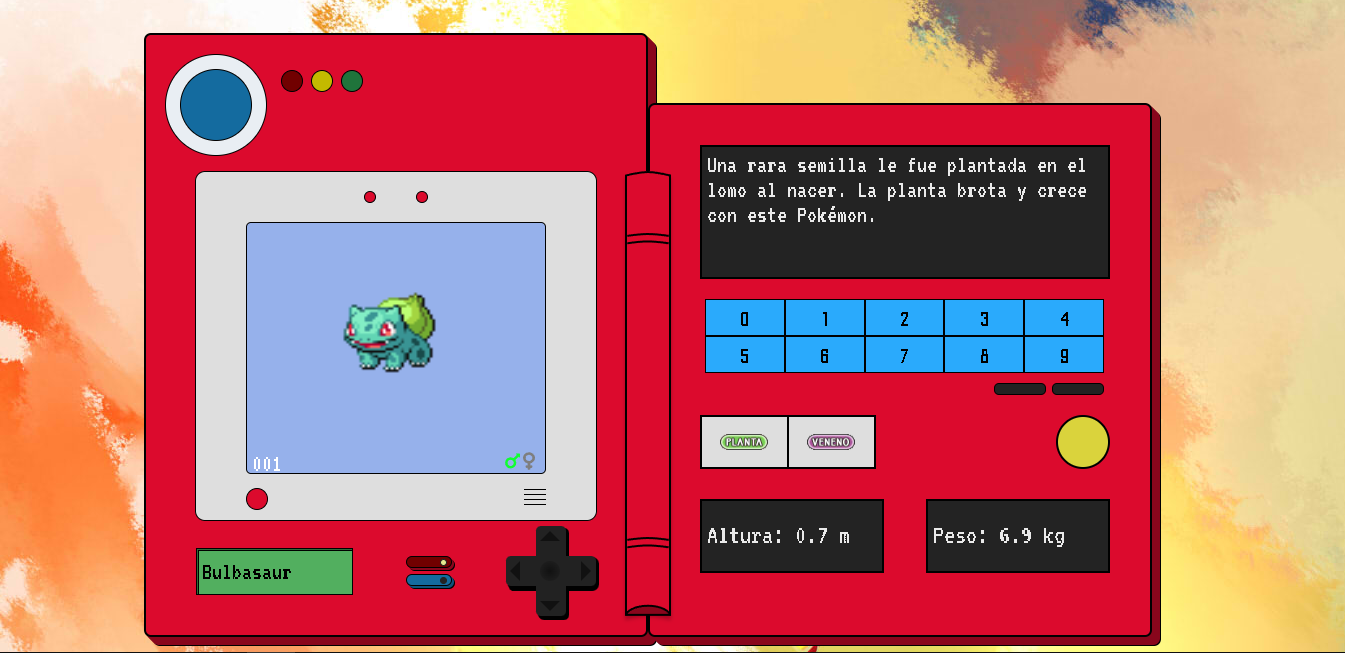 001
♂♀
Bulbasaur
Una rara semilla le fue plantada en el
lomo al nacer. La planta brota y crece
con este Pokémon.
0 1 2 3 4
5 6 7 8 9
PLANTA VENENO
Altura: 0.7 m Peso: 6.9 kg